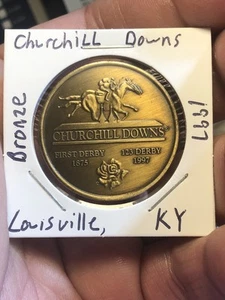 Churchill Downs
Bronze
1997
CHURCHILL DOWNS
FIRST DERBY
1875
123 DERBY
1997
Louisville, KY